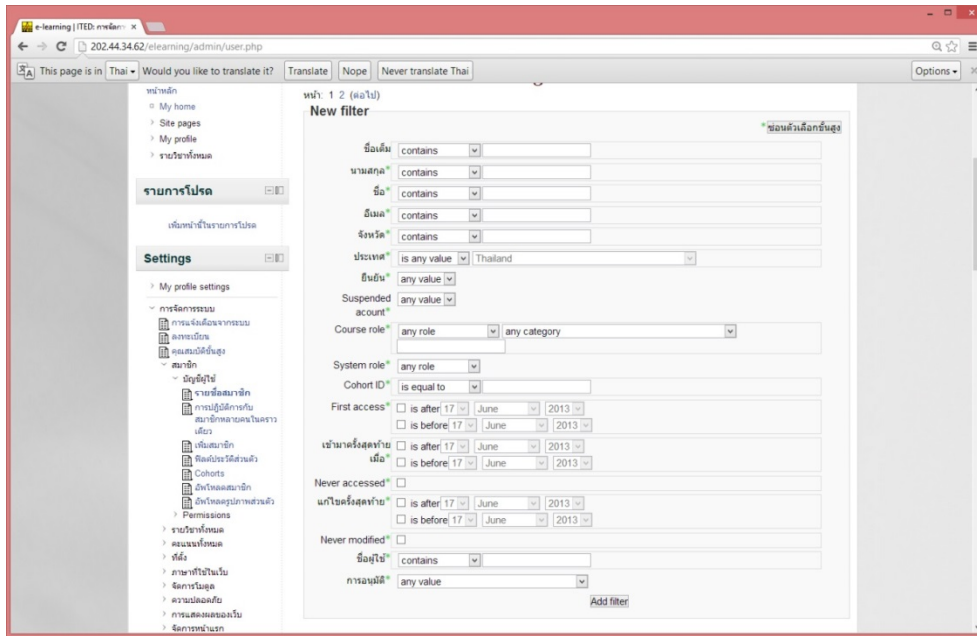 e-learning | ITED: การจัดการ
202.44.34.62/elearning/admin/user.php
This page is in Thai Would you like to translate it? Translate Nope Never translate Thai Options
หน้าหลัก
My home
Site pages
My profile
รายวิชาทั้งหมด
รายการโปรด
เพิ่มหน้านี้ในรายการโปรด
Settings
My profile settings
การจัดการระบบ
การแจ้งเตือนจากระบบ
ลงทะเบียน
คุณสมบัติขั้นสูง
สมาชิก
บัญชีผู้ใช้
รายชื่อสมาชิก
การปฏิบัติการกับ
สมาชิกหลายคนในคราว
เดียว
เพิ่มสมาชิก
ฟิลด์ประวัติส่วนตัว
Cohorts
อัพโหลดสมาชิก
อัพโหลดรูปภาพส่วนตัว
Permissions
รายวิชาทั้งหมด
คะแนนทั้งหมด
ที่ตั้ง
ภาษาที่ใช้ในเว็บ
จัดการโมดูล
ความปลอดภัย
การแสดงผลของเว็บ
จัดการหน้าแรก
หน้า: 1 2 (ต่อไป)
New filter
*ซ่อนตัวเลือกขั้นสูง
ชื่อเต็ม contains
นามสกุล* contains
ชื่อ* contains
อีเมล* contains
จังหวัด* contains
ประเทศ* is any value Thailand
ยืนยัน* any value
Suspended any value
acount*
Course role* any role any category
System role* any role
Cohort ID* is equal to
First access* is after 17 June 2013
is before 17 June 2013
เข้ามาครั้งสุดท้าย is after 17 June 2013
เมื่อ* is before 17 June 2013
Never accessed*
แก้ไขครั้งสุดท้าย* is after 17 June 2013
is before 17 June 2013
Never modified*
ชื่อผู้ใช้* contains
การอนุมัติ* any value
Add filter